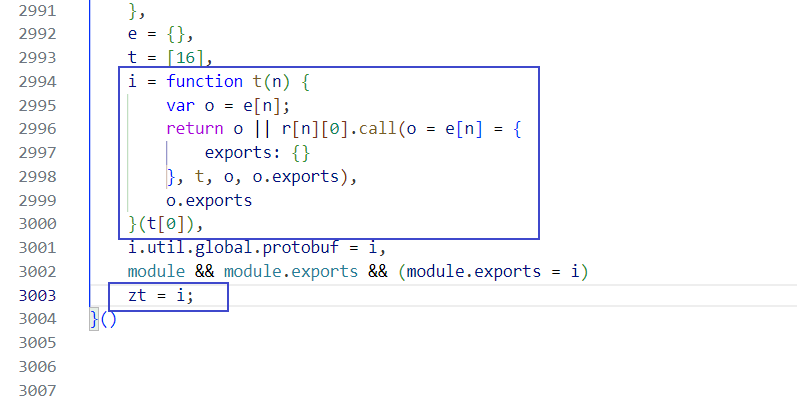 2991 },
2992 e = {},
2993 t = [16],
2994 i = function t(n) {
2995 var o = e[n];
2996 return o || r[n][0].call(o = e[n] = {
2997 exports: {}
2998 }, t, o, o.exports),
2999 o.exports
3000 }(t[0]),
3001 i.util.global.protobuf = i,
3002 module && module.exports && (module.exports = i)
3003 zt = i;
3004 }()
3005
3006
3007